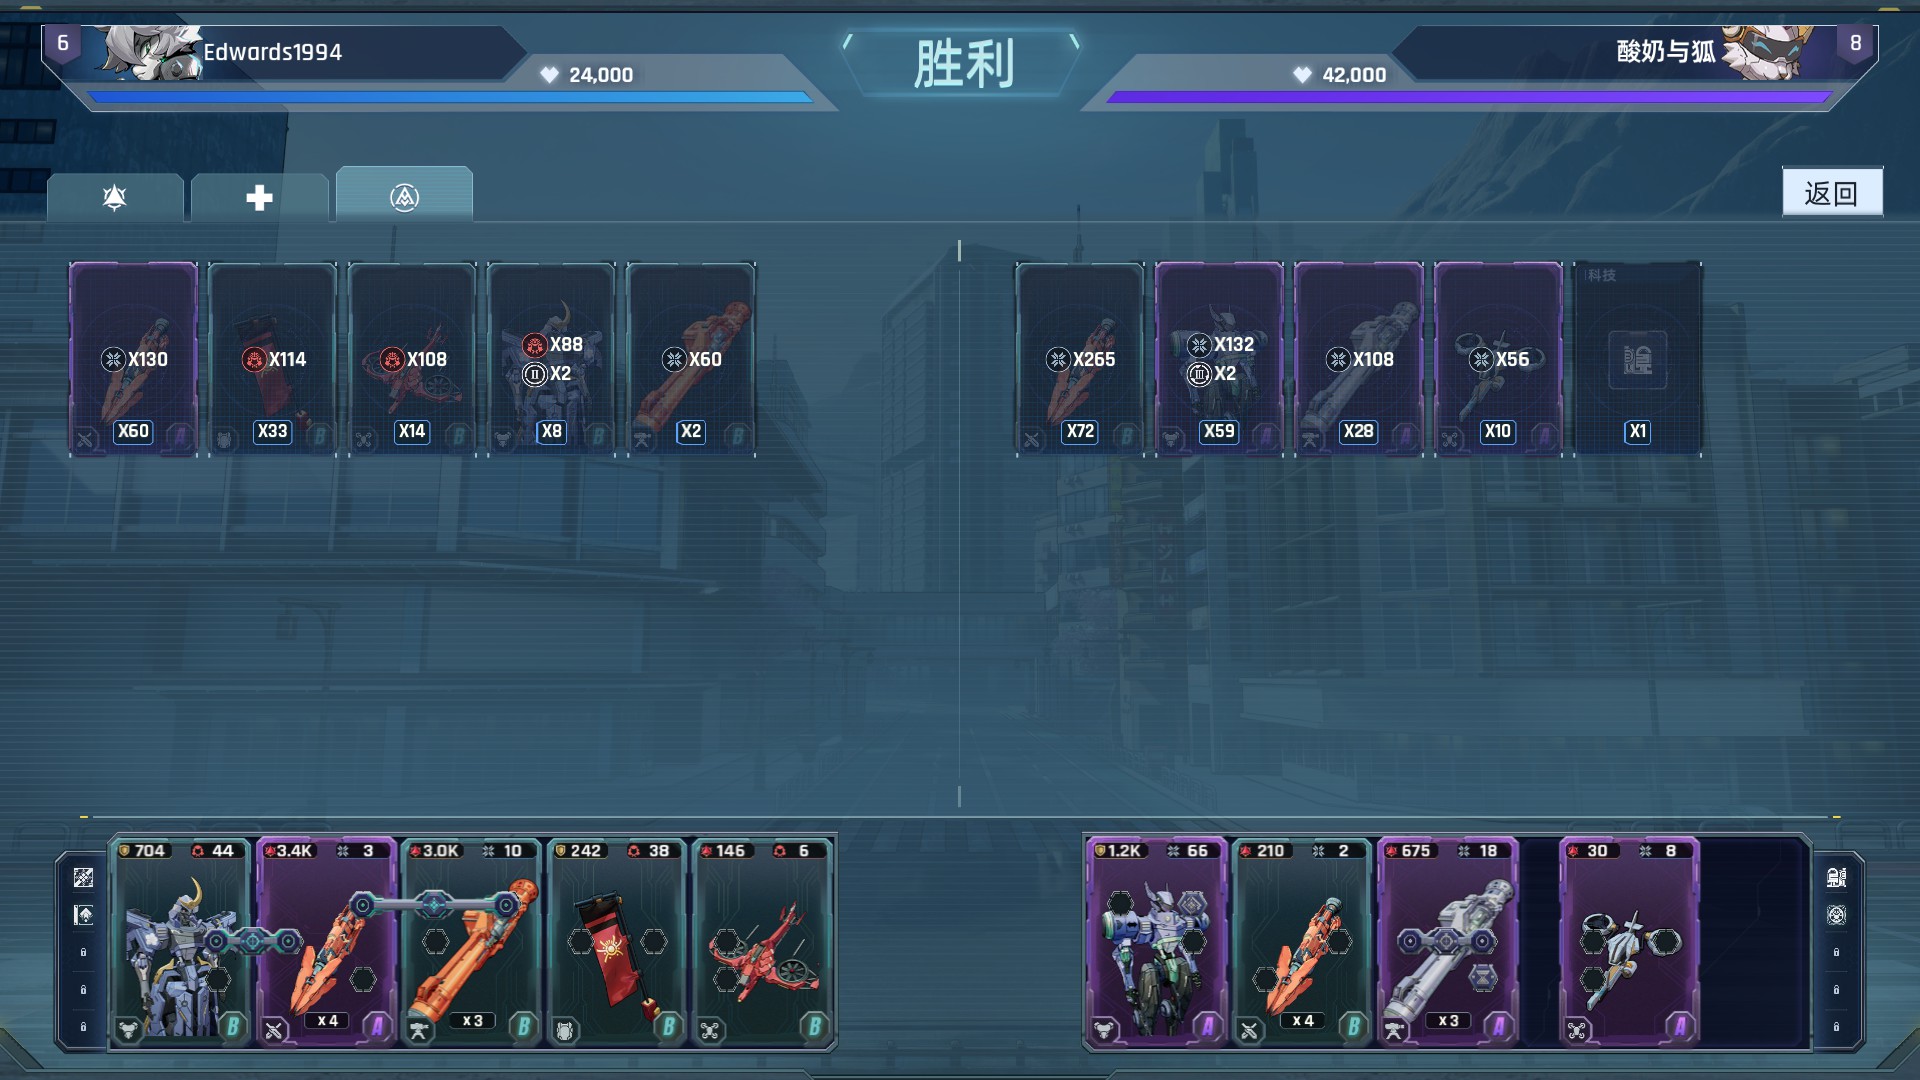 6
Edwards1994
24,000
胜利
42,000
酸奶与狐
8
返回
X130
X60
A
X114
X33
B
X108
X14
B
X88
II X2
X8
B
X60
X2
B
X265
X72
B
X132
III X2
X59
A
X108
X28
A
X56
X10
A
科技
X1
704 44
B
3.4K 3
x4
A
3.0K 10
x3
B
242 38
B
146 6
B
1.2K 66
A
210 2
x4
B
675 18
x3
A
30 8
A